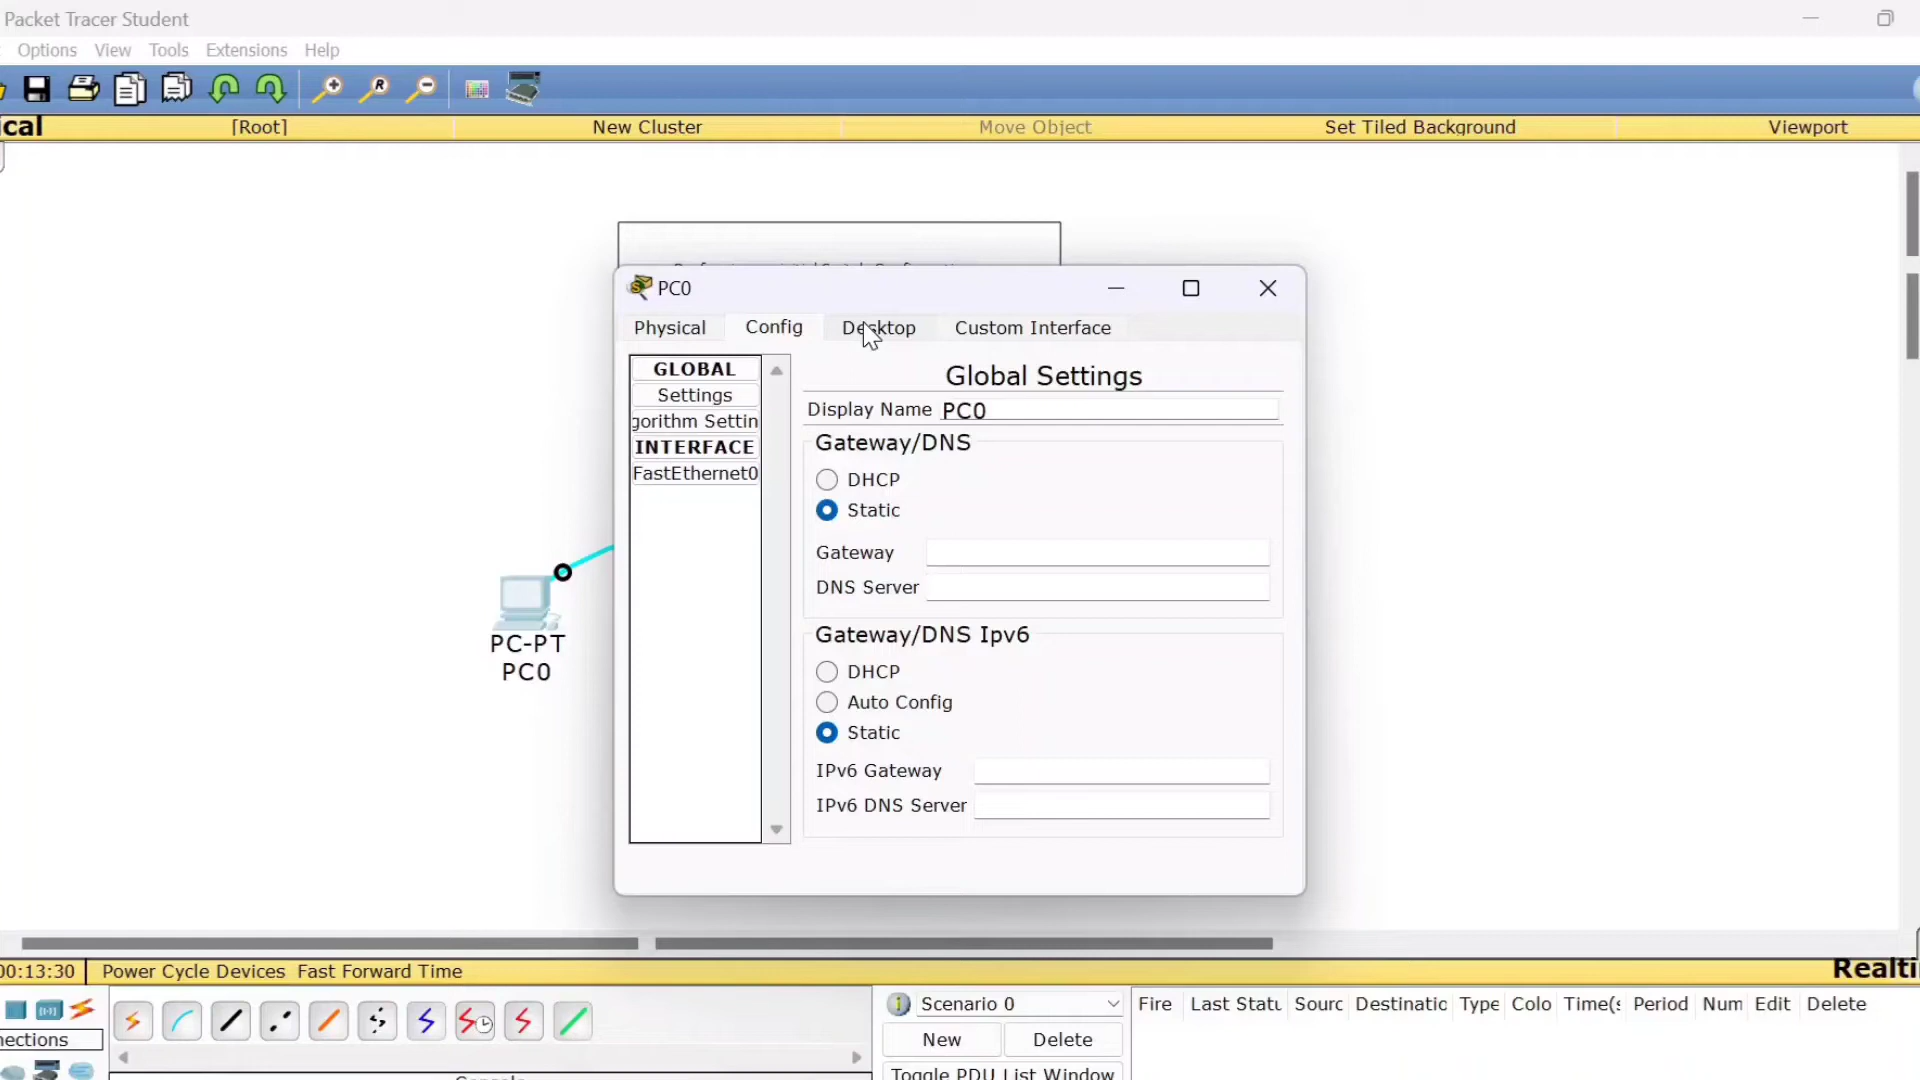 Packet Tracer Student
Options View Tools Extensions Help
ical [Root] New Cluster Move Object Set Tiled Background Viewport
PC0
Physical Config Desktop Custom Interface
GLOBAL
Settings
gorithm Settin
INTERFACE
FastEthernet0
Global Settings
Display Name PC0
Gateway/DNS
DHCP
Static
Gateway
DNS Server
Gateway/DNS Ipv6
DHCP
Auto Config
Static
IPv6 Gateway
IPv6 DNS Server
PC-PT
PC0
00:13:30 Power Cycle Devices Fast Forward Time Realti
nections
Scenario 0
New Delete
Toggle PDU List Window
Fire Last Statu Sourc Destinatic Type Colo Time(s Period Num Edit Delete